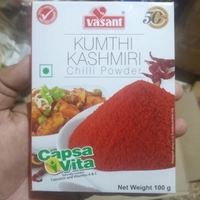 Vasant
50
KUMTHI
KASHMIRI
Chilli Powder
Capsa
Vita
Net Weight 100 g